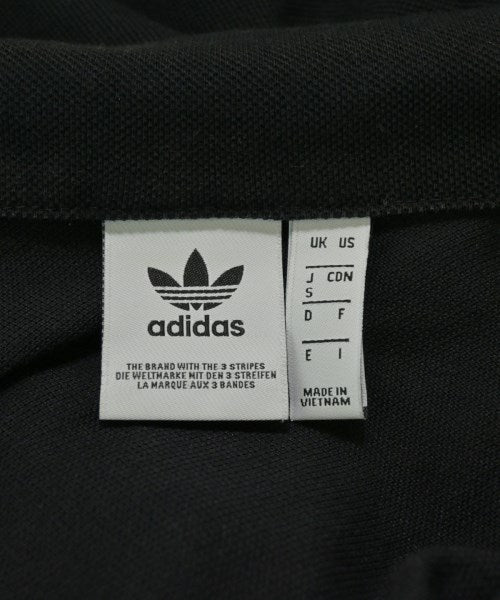 adidas
THE BRAND WITH THE 3 STRIPES
DIE WELTMARKE MIT DEN 3 STREIFEN
LA MARQUE AUX 3 BANDES
UK US
J CDN
S
D F
E I
MADE IN
VIETNAM